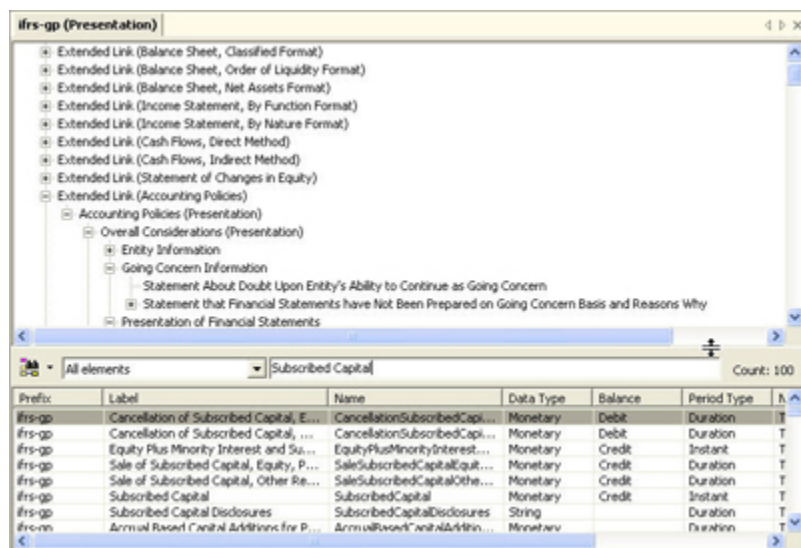 ifrs-gp (Presentation)
Extended Link (Balance Sheet, Classified Format)
Extended Link (Balance Sheet, Order of Liquidity Format)
Extended Link (Balance Sheet, Net Assets Format)
Extended Link (Income Statement, By Function Format)
Extended Link (Income Statement, By Nature Format)
Extended Link (Cash Flows, Direct Method)
Extended Link (Cash Flows, Indirect Method)
Extended Link (Statement of Changes in Equity)
Extended Link (Accounting Policies)
Accounting Policies (Presentation)
Overall Considerations (Presentation)
Entity Information
Going Concern Information
Statement About Doubt Upon Entity's Ability to Continue as Going Concern
Statement that Financial Statements have Not Been Prepared on Going Concern Basis and Reasons Why
Presentation of Financial Statements
All elements Subscribed Capital Count: 100
Prefix Label Name Data Type Balance Period Type N
ifrs-gp Cancellation of Subscribed Capital, E... CancellationSubscribedCapi... Monetary Debit Duration T
ifrs-gp Cancellation of Subscribed Capital, ... CancellationSubscribedCapi... Monetary Debit Duration T
ifrs-gp Equity Plus Minority Interest and Su... EquityPlusMinorityInterest... Monetary Credit Instant T
ifrs-gp Sale of Subscribed Capital, Equity, P... SaleSubscribedCapitalEquit... Monetary Credit Duration T
ifrs-gp Sale of Subscribed Capital, Other Re... SaleSubscribedCapitalOthe... Monetary Credit Duration T
ifrs-gp Subscribed Capital SubscribedCapital Monetary Credit Instant T
ifrs-gp Subscribed Capital Disclosures SubscribedCapitalDisclosures String Duration T
ifrs-gp Accrual Based Capital Additions for P... AccrualBasedCapitalAdditio... Monetary Duration T